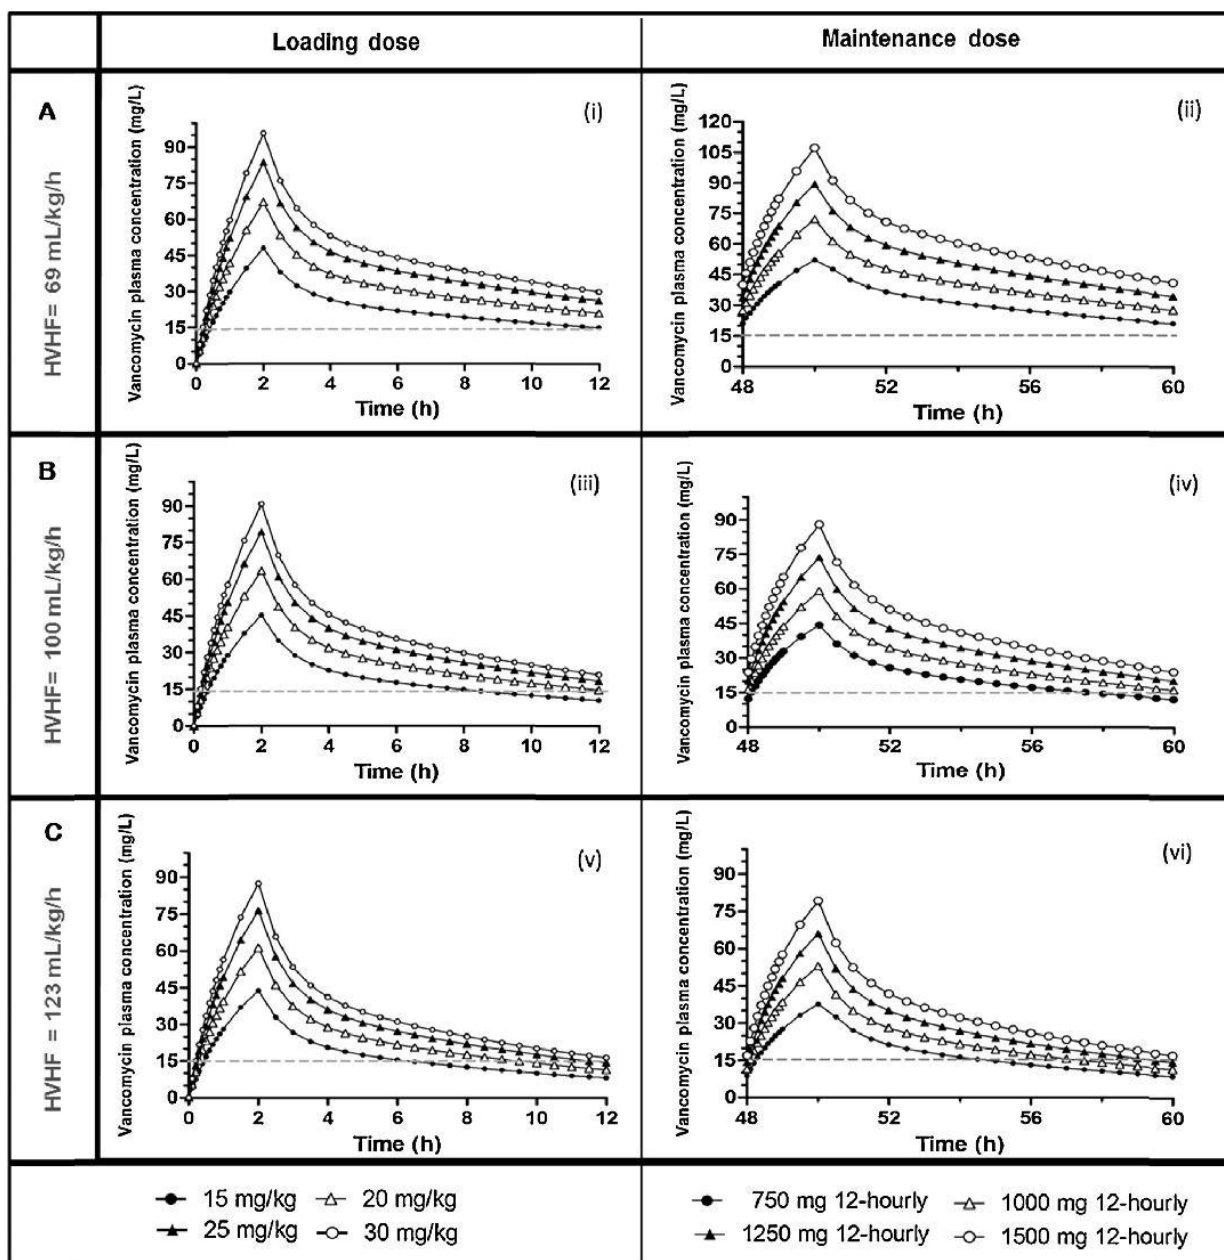 Loading dose
Maintenance dose
A
HVHF= 69 mL/kg/h
Vancomycin plasma concentration (mg/L)
(i)
90
75
60
45
30
15
0
0 2 4 6 8 10 12
Time (h)
Vancomycin plasma concentration (mg/L)
(ii)
120
105
90
75
60
45
30
15
0
48 52 56 60
Time (h)
B
HVHF= 100 mL/kg/h
Vancomycin plasma concentration (mg/L)
(iii)
90
75
60
45
30
15
0
0 2 4 6 8 10 12
Time (h)
Vancomycin plasma concentration (mg/L)
(iv)
90
75
60
45
30
15
0
48 52 56 60
Time (h)
C
HVHF = 123 mL/kg/h
Vancomycin plasma concentration (mg/L)
(v)
90
75
60
45
30
15
0
0 2 4 6 8 10 12
Time (h)
Vancomycin plasma concentration (mg/L)
(vi)
90
75
60
45
30
15
0
48 52 56 60
Time (h)
15 mg/kg 20 mg/kg
25 mg/kg 30 mg/kg
750 mg 12-hourly 1000 mg 12-hourly
1250 mg 12-hourly 1500 mg 12-hourly